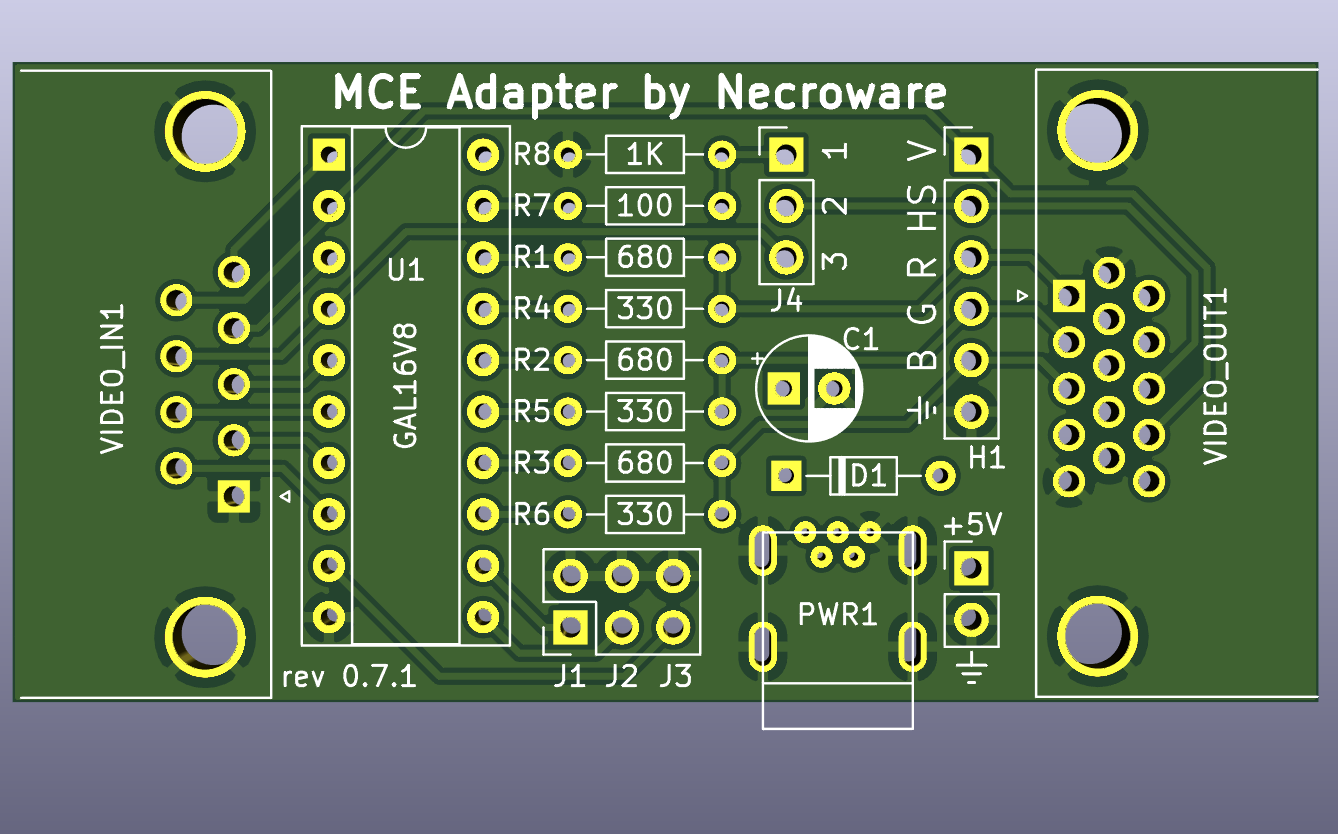 MCE Adapter by Necroware
R8 1K
R7 100
R1 680
R4 330
R2 680
R5 330
R3 680
R6 330
U1
GAL16V8
VIDEO_IN1
1
2
3
J4
V
HS
R
G
B
H1
+
C1
D1
+5V
PWR1
VIDEO_OUT1
rev 0.7.1
J1 J2 J3